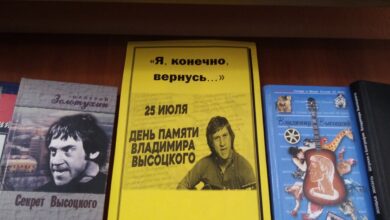 Валерий
Золотухин
Секрет Высоцкого
«Я, конечно,
вернусь...»
25 ИЮЛЯ
ДЕНЬ ПАМЯТИ
ВЛАДИМИРА
ВЫСОЦКОГО
Владимир Высоцкий